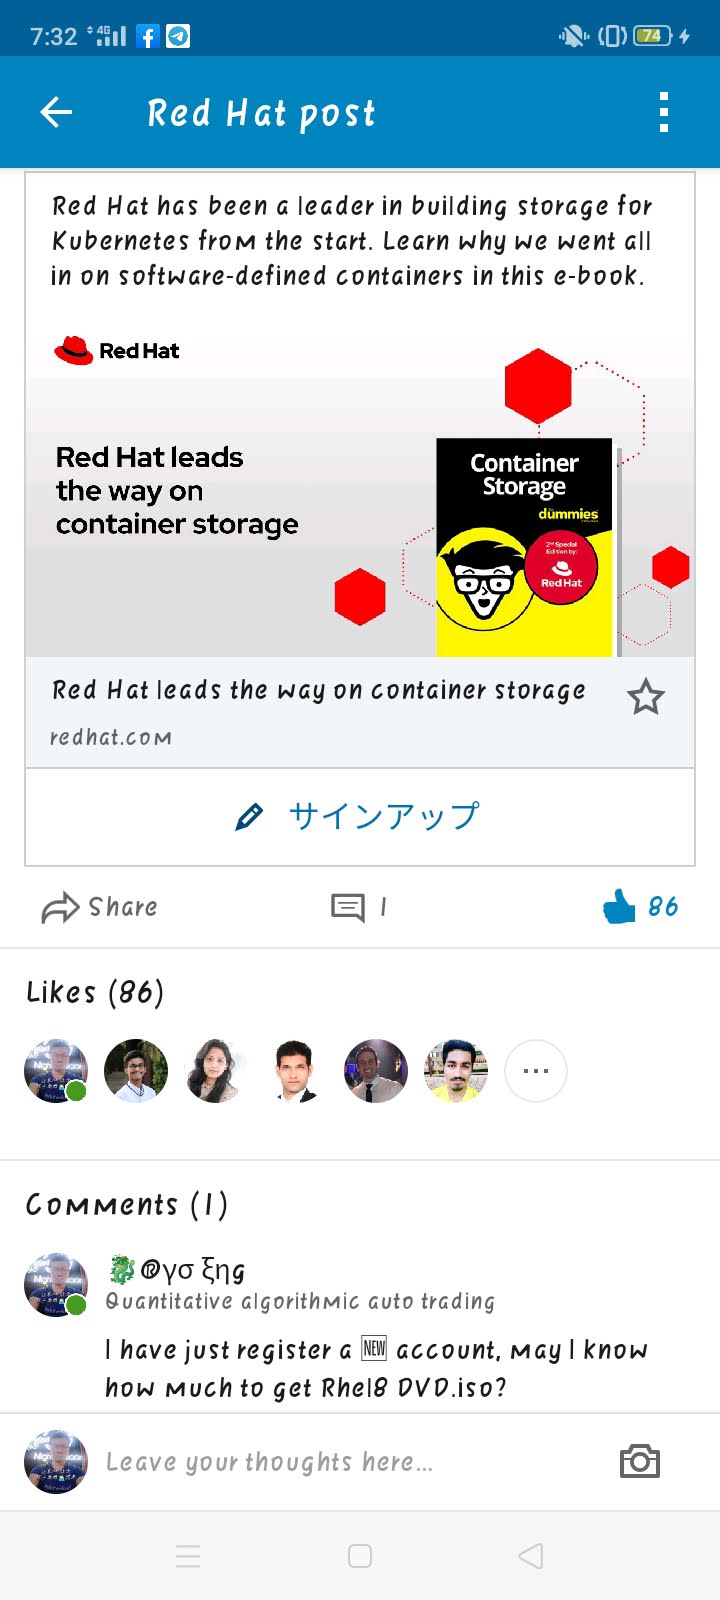 7:32 4G 74
Red Hat post
Red Hat has been a leader in building storage for
Kubernetes from the start. Learn why we went all
in on software-defined containers in this e-book.
Red Hat
Red Hat leads
the way on
container storage
Container
Storage
dummies
2nd Special
Edition by:
Red Hat
Red Hat leads the way on container storage
redhat.com
サインアップ
Share 1 86
Likes (86)
Comments (1)
🐉®γσ ξηg
Quantitative algorithmic auto trading
I have just register a 🆕 account, may I know
how much to get Rhel8 DVD.iso?
Leave your thoughts here...